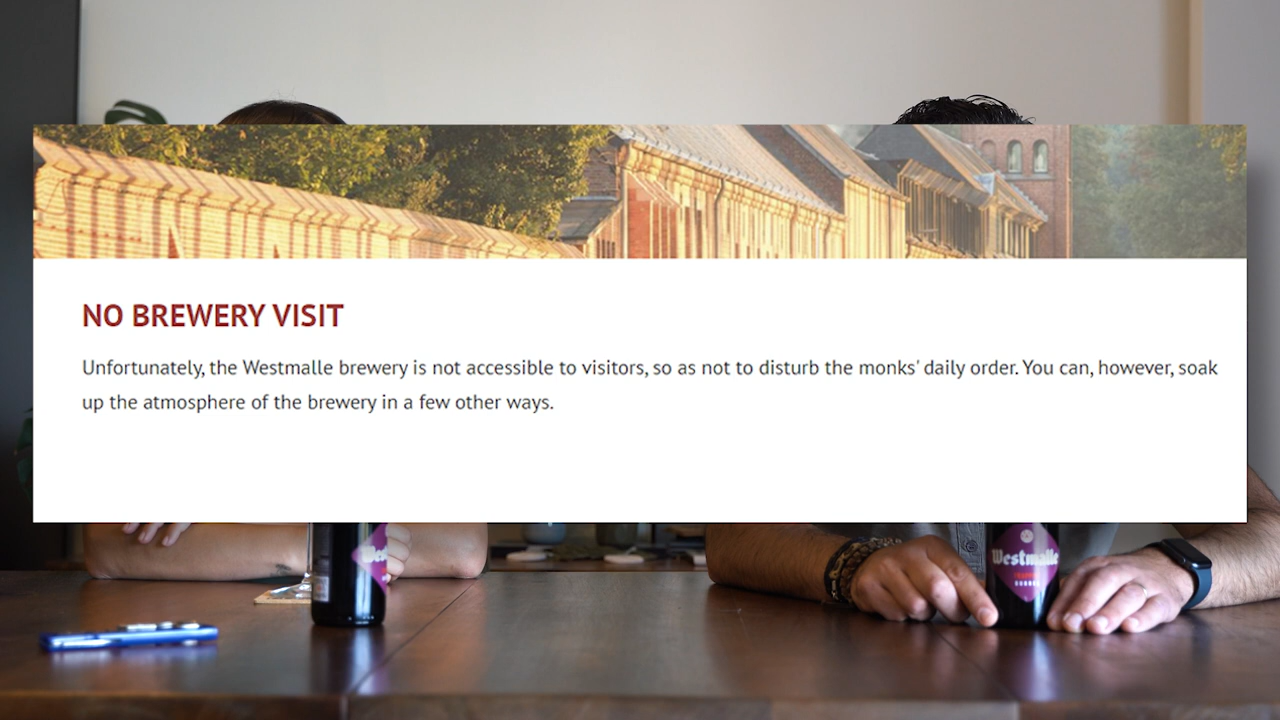 NO BREWERY VISIT
Unfortunately, the Westmalle brewery is not accessible to visitors, so as not to disturb the monks' daily order. You can, however, soak
up the atmosphere of the brewery in a few other ways.
Westmalle